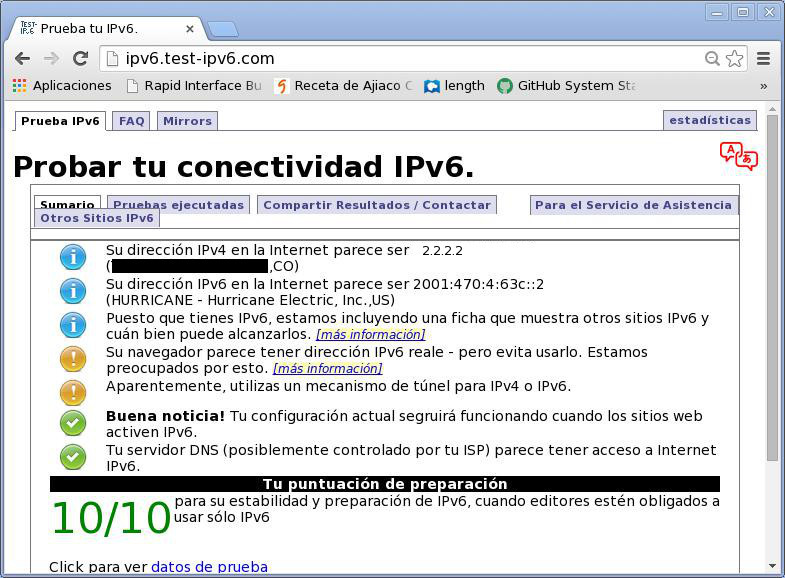 TEST-
IP.6
Prueba tu IPv6.
ipv6.test-ipv6.com
Aplicaciones
Rapid Interface Bu
Receta de Ajiaco C
length
GitHub System Sta
»
Prueba IPv6
FAQ
Mirrors
estadísticas
A あ
Probar tu conectividad IPv6.
Sumario
Pruebas ejecutadas
Compartir Resultados / Contactar
Para el Servicio de Asistencia
Otros Sitios IPv6
Su dirección IPv4 en la Internet parece ser 2.2.2.2
( ,CO)
Su dirección IPv6 en la Internet parece ser 2001:470:4:63c::2
(HURRICANE - Hurricane Electric, Inc.,US)
Puesto que tienes IPv6, estamos incluyendo una ficha que muestra otros sitios IPv6 y
cuán bien puede alcanzarlos. [más información]
Su navegador parece tener dirección IPv6 reale - pero evita usarlo. Estamos
preocupados por esto. [más información]
Aparentemente, utilizas un mecanismo de túnel para IPv4 o IPv6.
Buena noticia! Tu configuración actual segruirá funcionando cuando los sitios web
activen IPv6.
Tu servidor DNS (posiblemente controlado por tu ISP) parece tener acceso a Internet
IPv6.
Tu puntuación de preparación
10/10
para su estabilidad y preparación de IPv6, cuando editores estén obligados a
usar sólo IPv6
Click para ver datos de prueba